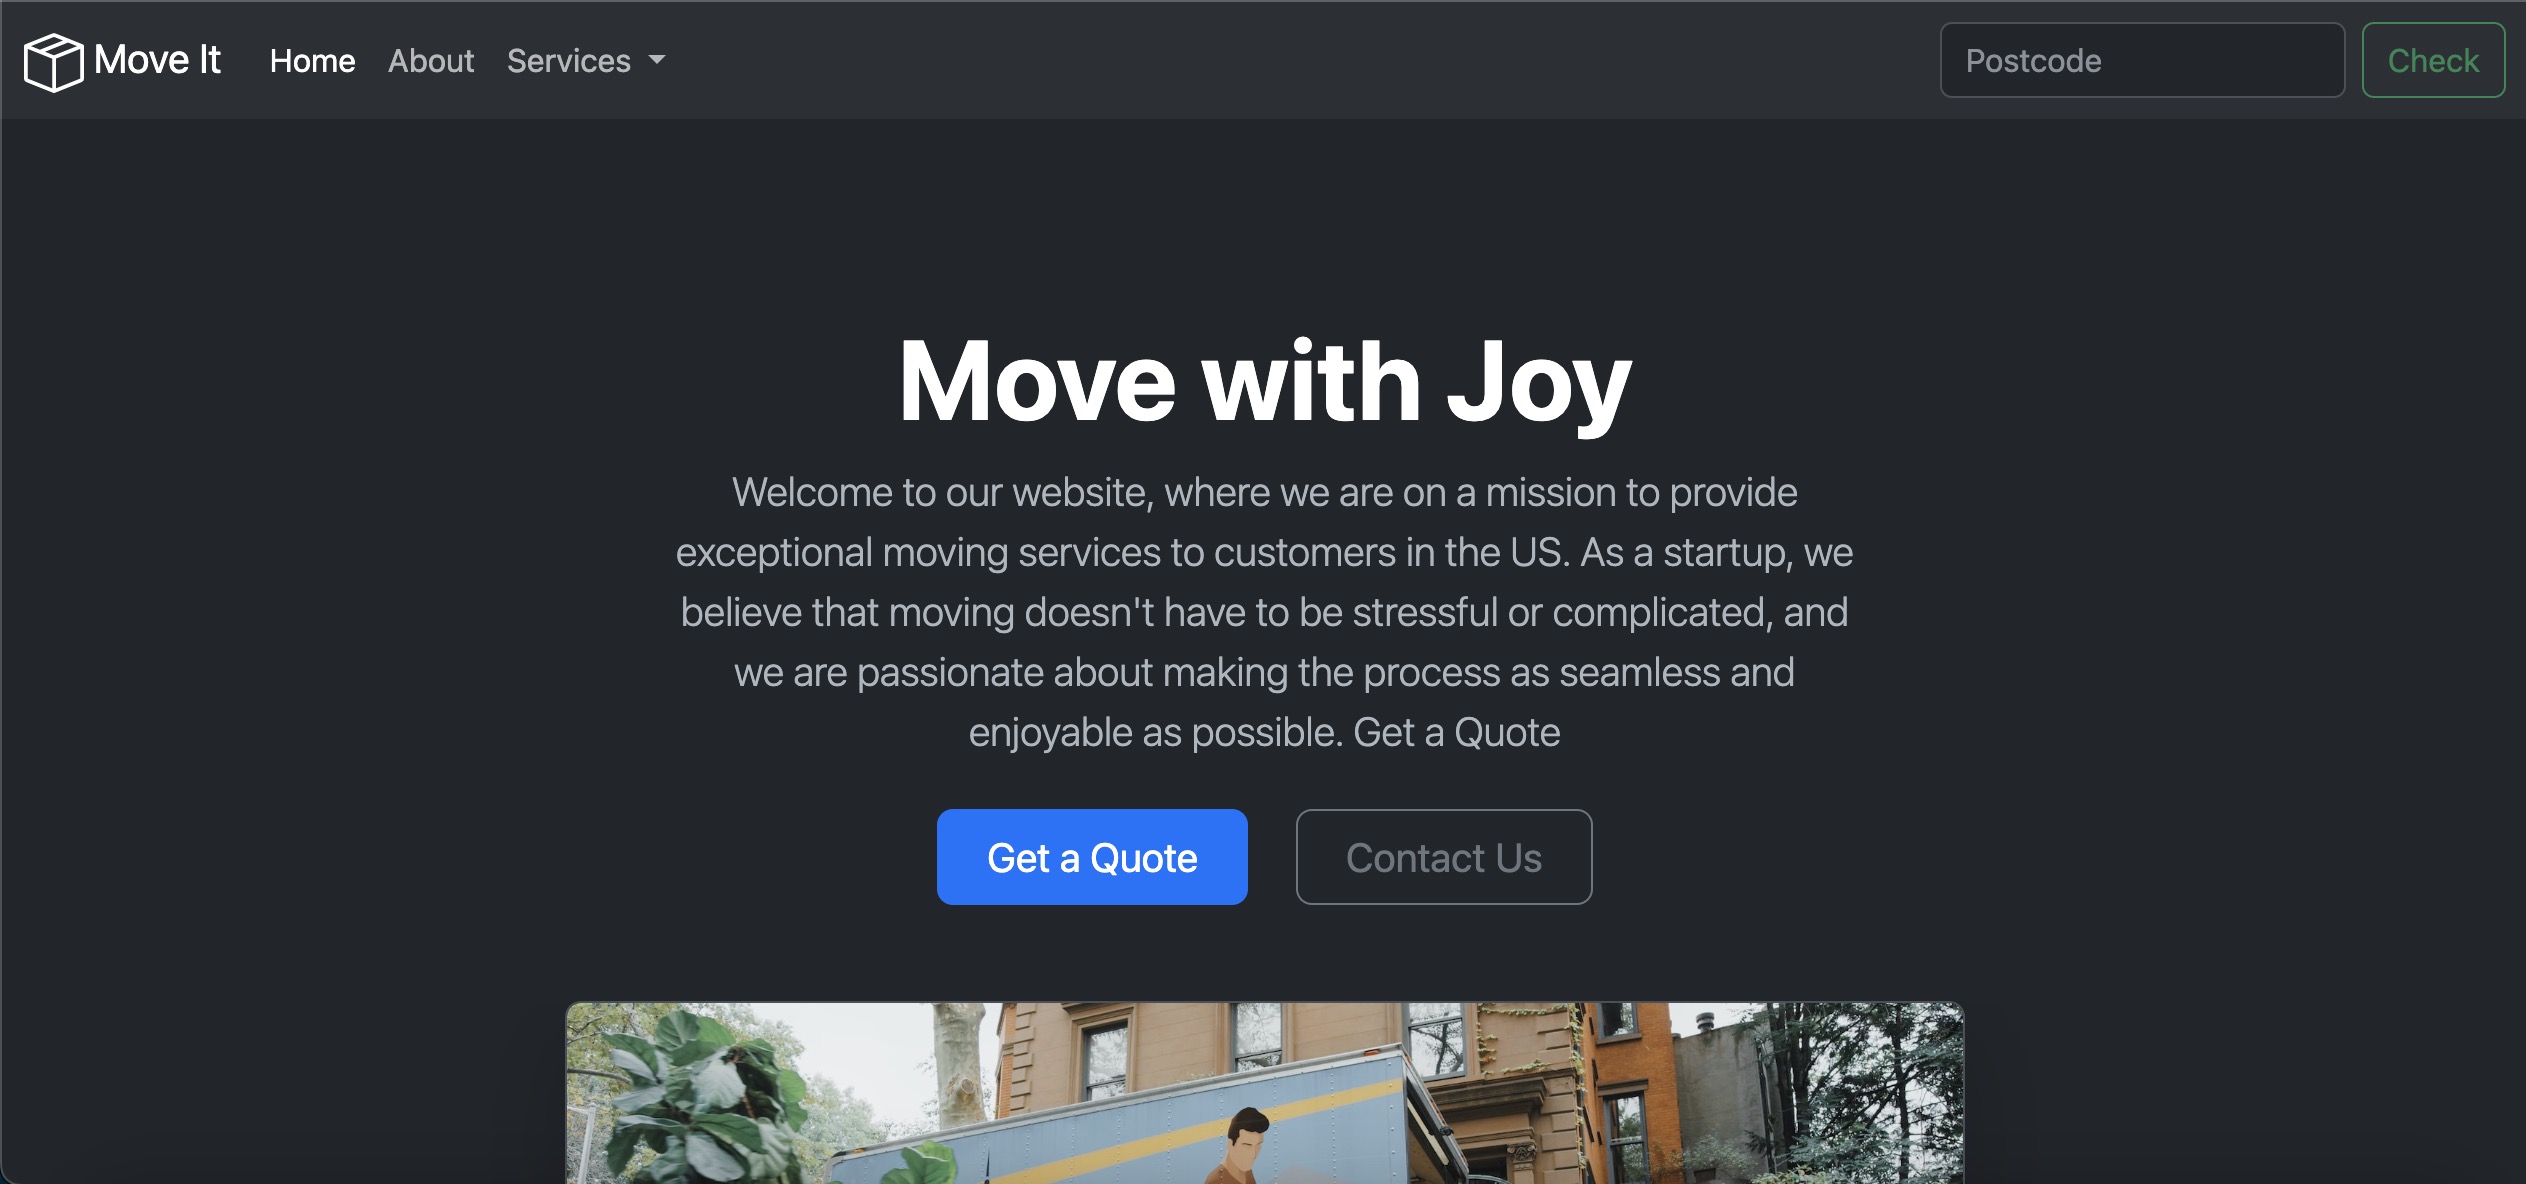 Move It Home About Services Postcode Check
Move with Joy
Welcome to our website, where we are on a mission to provide
exceptional moving services to customers in the US. As a startup, we
believe that moving doesn't have to be stressful or complicated, and
we are passionate about making the process as seamless and
enjoyable as possible. Get a Quote
Get a Quote Contact Us